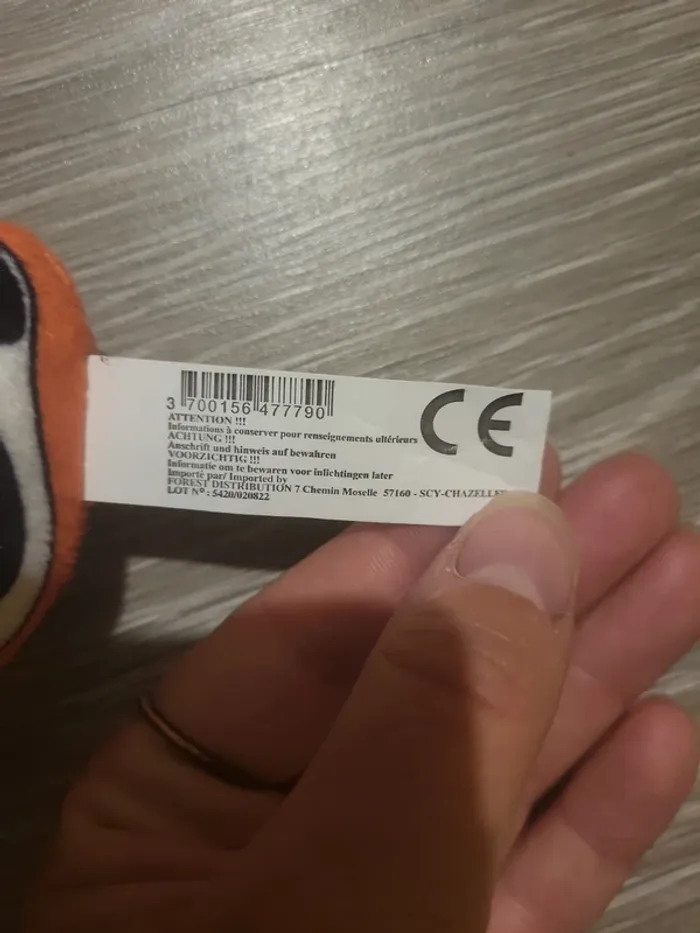 3 700156 477790
CE
ATTENTION !!!
Informations à conserver pour renseignements ultérieurs
ACHTUNG !!!
Anschrift und hinweis auf bewahren
VOORZICHTIG !!!
Informatie om te bewaren voor inlichtingen later
Importé par/ Imported by
FOREST DISTRIBUTION 7 Chemin Moselle 57160 - SCY-CHAZELLE
LOT N° : 5420/020822